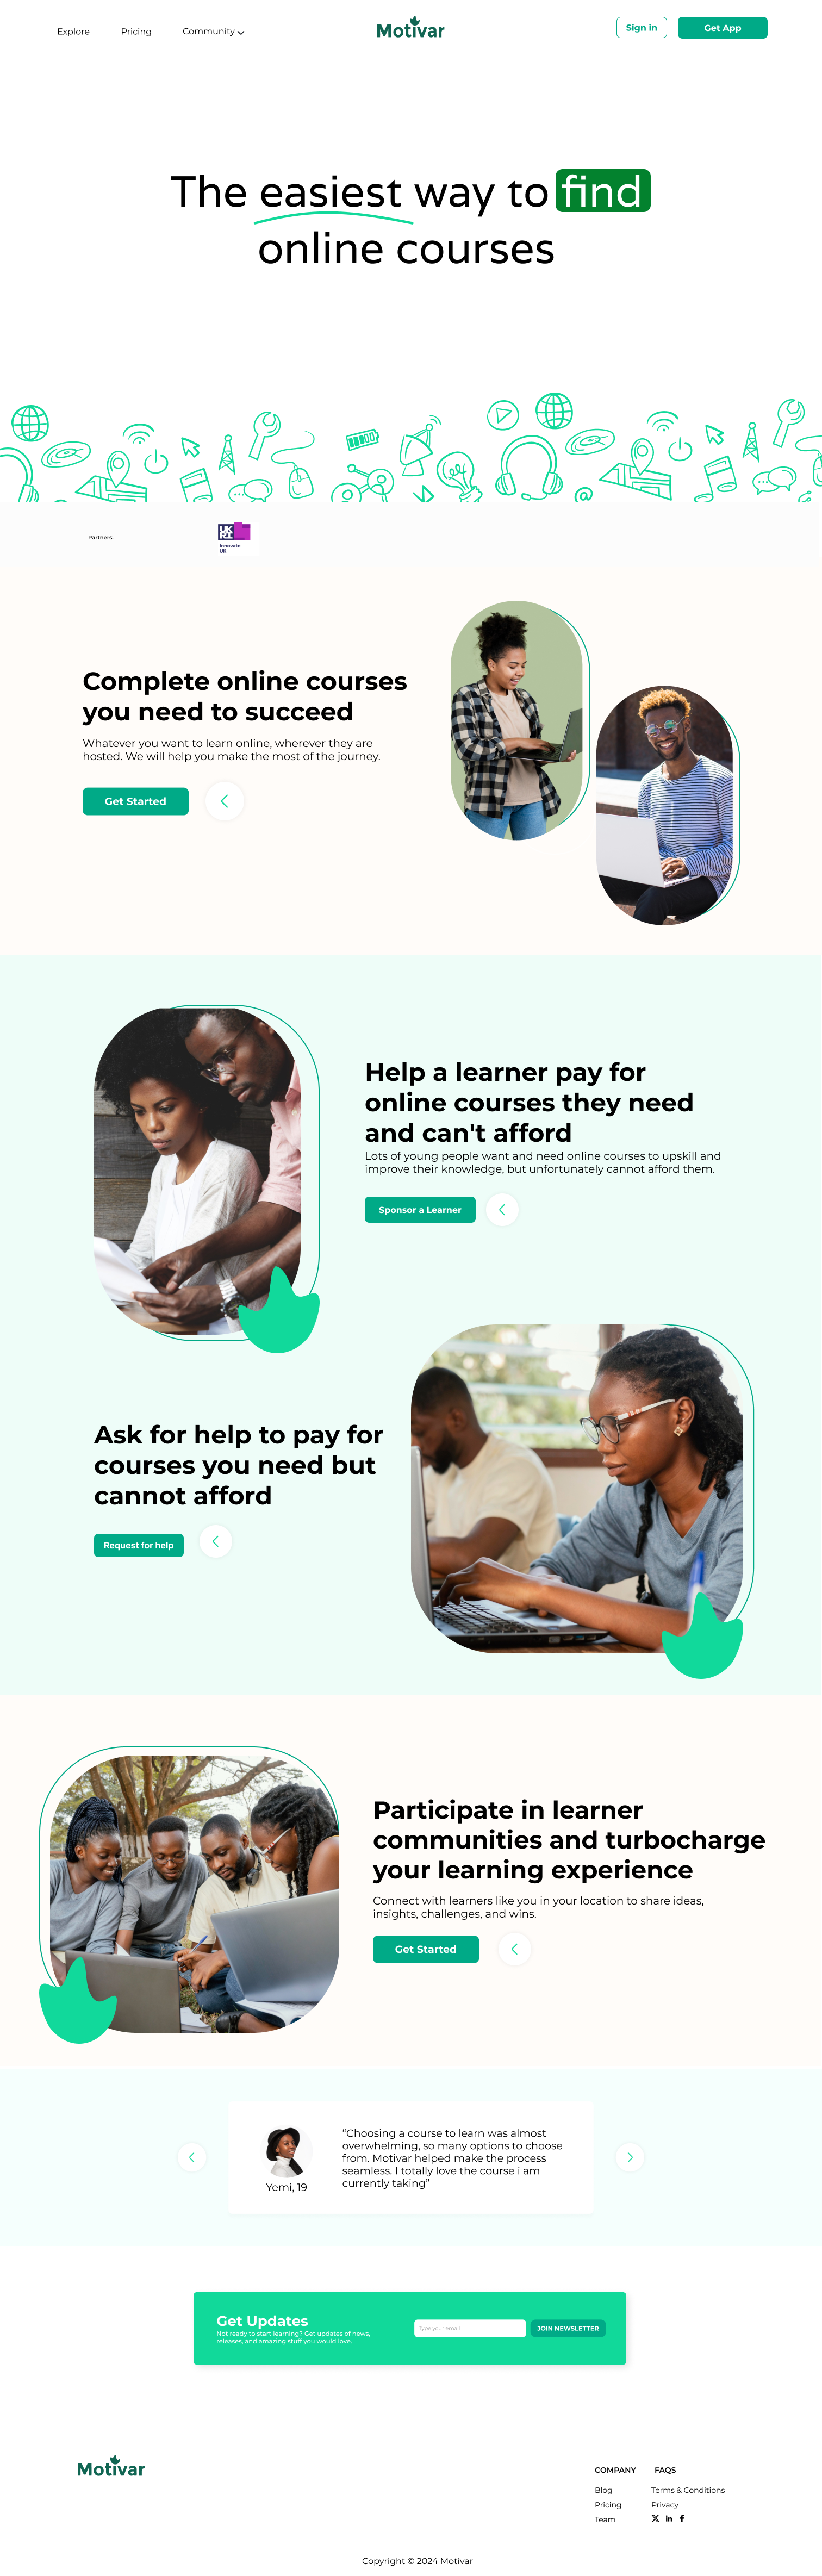 Explore
Pricing
Community
Motivar
Sign in
Get App
The easiest way to find
online courses
Partners:
UK
RI
Innovate
UK
Complete online courses
you need to succeed
Whatever you want to learn online, wherever they are
hosted. We will help you make the most of the journey.
Get Started
Help a learner pay for
online courses they need
and can't afford
Lots of young people want and need online courses to upskill and
improve their knowledge, but unfortunately cannot afford them.
Sponsor a Learner
Ask for help to pay for
courses you need but
cannot afford
Request for help
Participate in learner
communities and turbocharge
your learning experience
Connect with learners like you in your location to share ideas,
insights, challenges, and wins.
Get Started
“Choosing a course to learn was almost
overwhelming, so many options to choose
from. Motivar helped make the process
seamless. I totally love the course i am
currently taking”
Yemi, 19
Get Updates
Not ready to start learning? Get updates of news,
releases, and amazing stuff you would love.
Type your email
JOIN NEWSLETTER
Motivar
COMPANY
Blog
Pricing
Team
FAQS
Terms & Conditions
Privacy
Copyright © 2024 Motivar